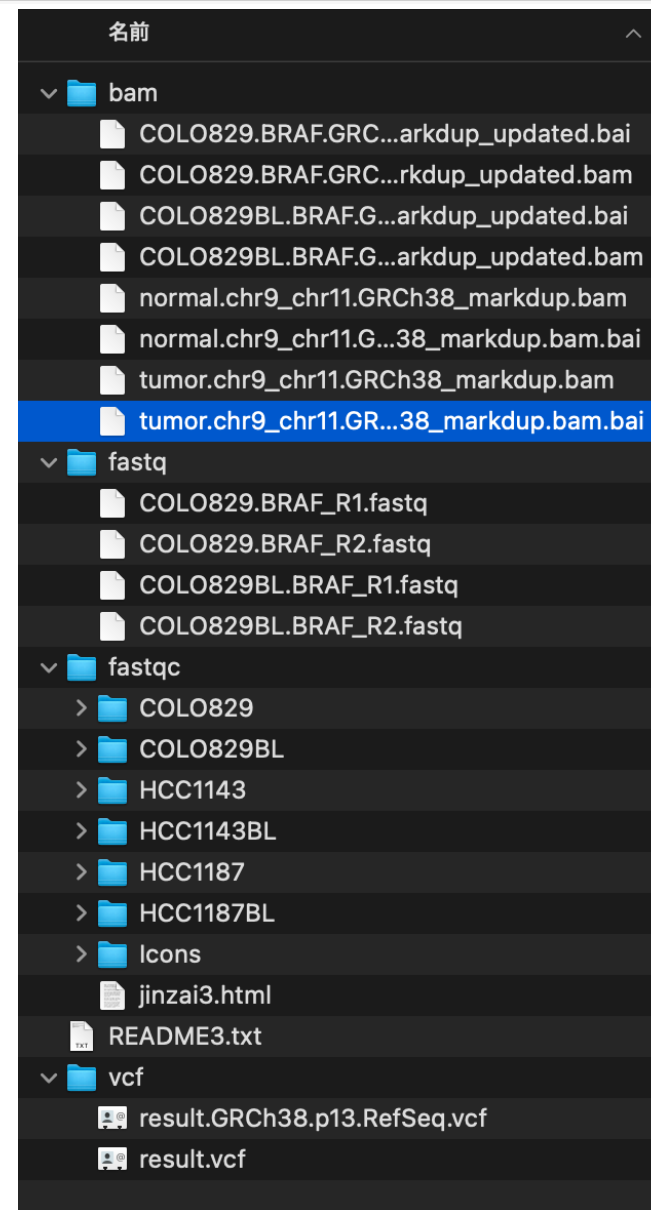 名前
bam
COLO829.BRAF.GRC...arkdup_updated.bai
COLO829.BRAF.GRC...rkdup_updated.bam
COLO829BL.BRAF.G...arkdup_updated.bai
COLO829BL.BRAF.G...arkdup_updated.bam
normal.chr9_chr11.GRCh38_markdup.bam
normal.chr9_chr11.G...38_markdup.bam.bai
tumor.chr9_chr11.GRCh38_markdup.bam
tumor.chr9_chr11.GR...38_markdup.bam.bai
fastq
COLO829.BRAF_R1.fastq
COLO829.BRAF_R2.fastq
COLO829BL.BRAF_R1.fastq
COLO829BL.BRAF_R2.fastq
fastqc
COLO829
COLO829BL
HCC1143
HCC1143BL
HCC1187
HCC1187BL
Icons
jinzai3.html
README3.txt
vcf
result.GRCh38.p13.RefSeq.vcf
result.vcf